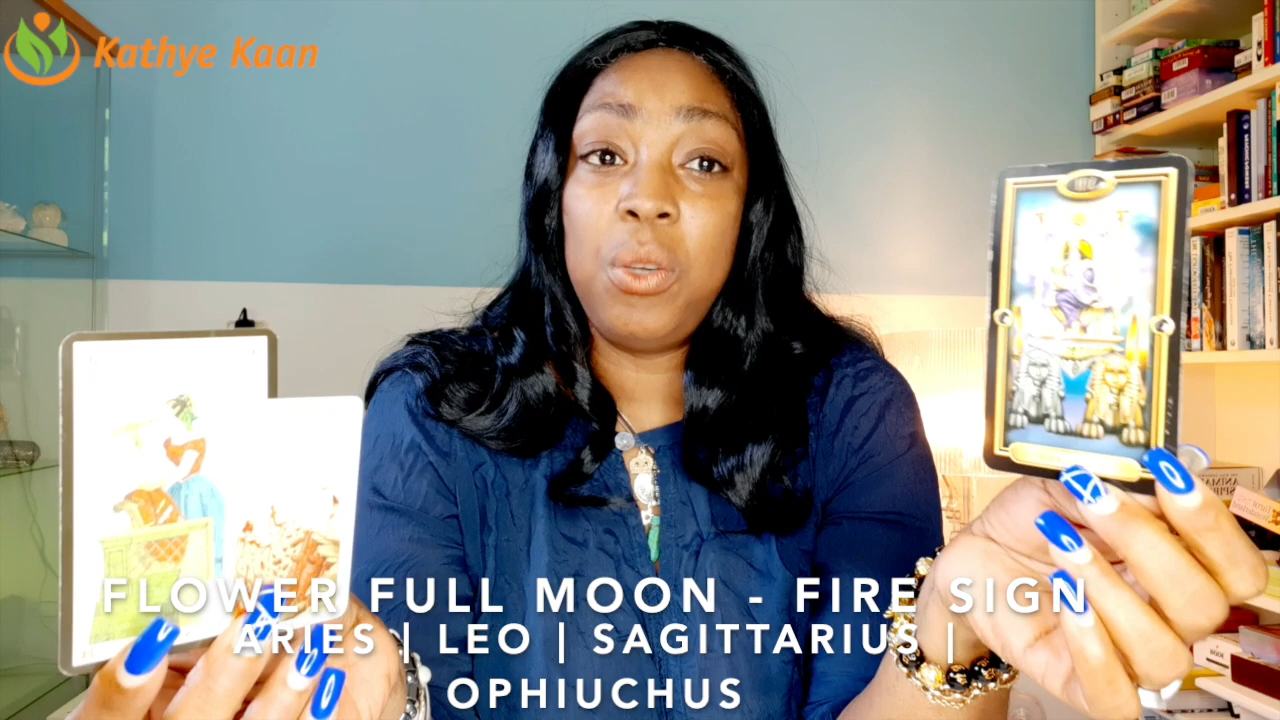 Kathye Kaan
FLOWER FULL MOON - FIRE SIGN
ARIES | LEO | SAGITTARIUS |
OPHIUCHUS